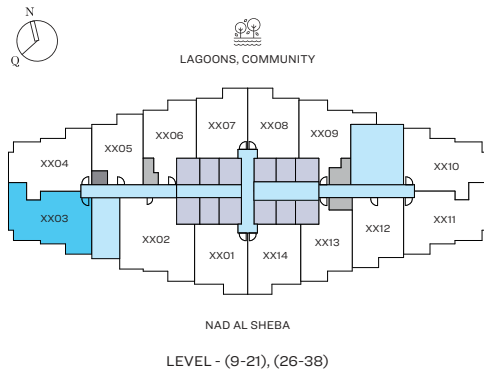 N
Q
LAGOONS, COMMUNITY
XX07 XX08
XX06 XX09
XX05
XX04 XX10
XX03 XX11
XX02 XX12
XX01 XX14 XX13
NAD AL SHEBA
LEVEL - (9-21), (26-38)